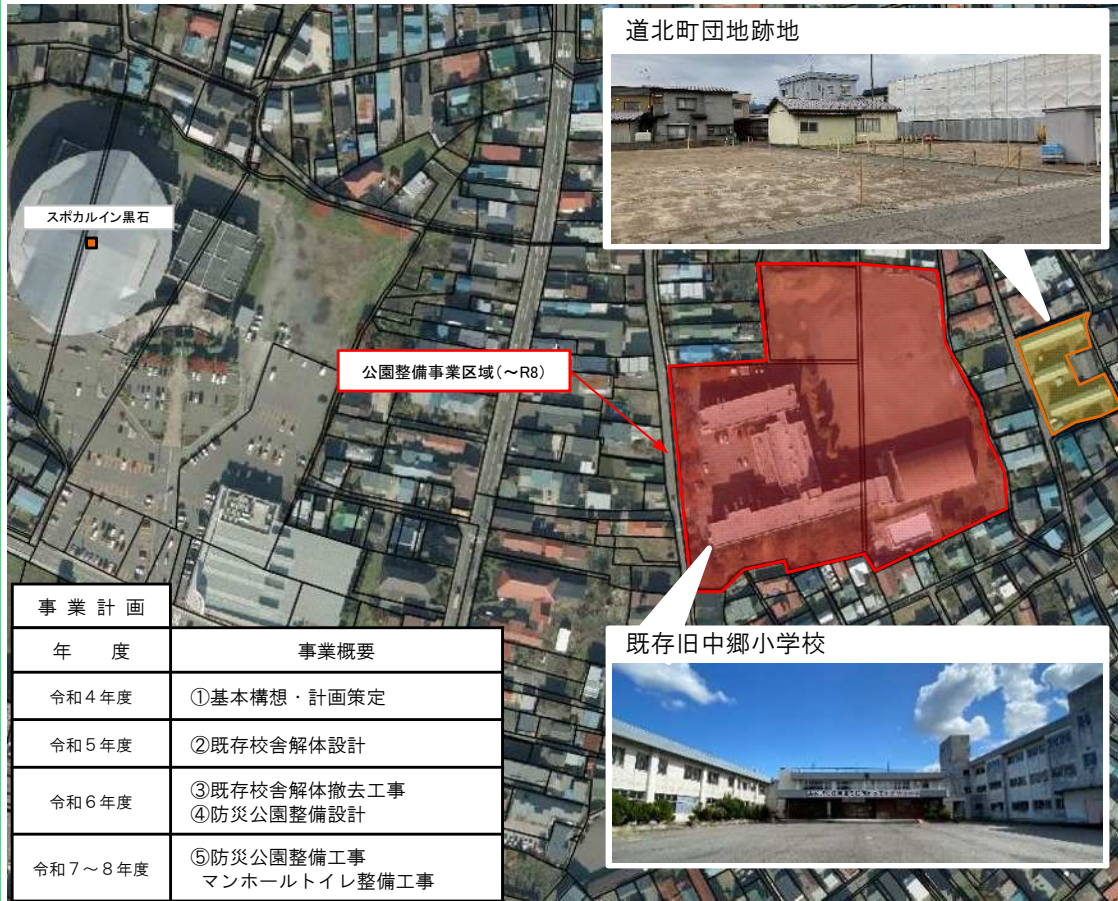 道北町団地跡地
スポカルイン黒石
公園整備事業区域(～R8)
既存旧中郷小学校
事業計画
年　度　事業概要
令和４年度　①基本構想・計画策定
令和５年度　②既存校舎解体設計
令和６年度　③既存校舎解体撤去工事
④防災公園整備設計
令和７～８年度　⑤防災公園整備工事
マンホールトイレ整備工事